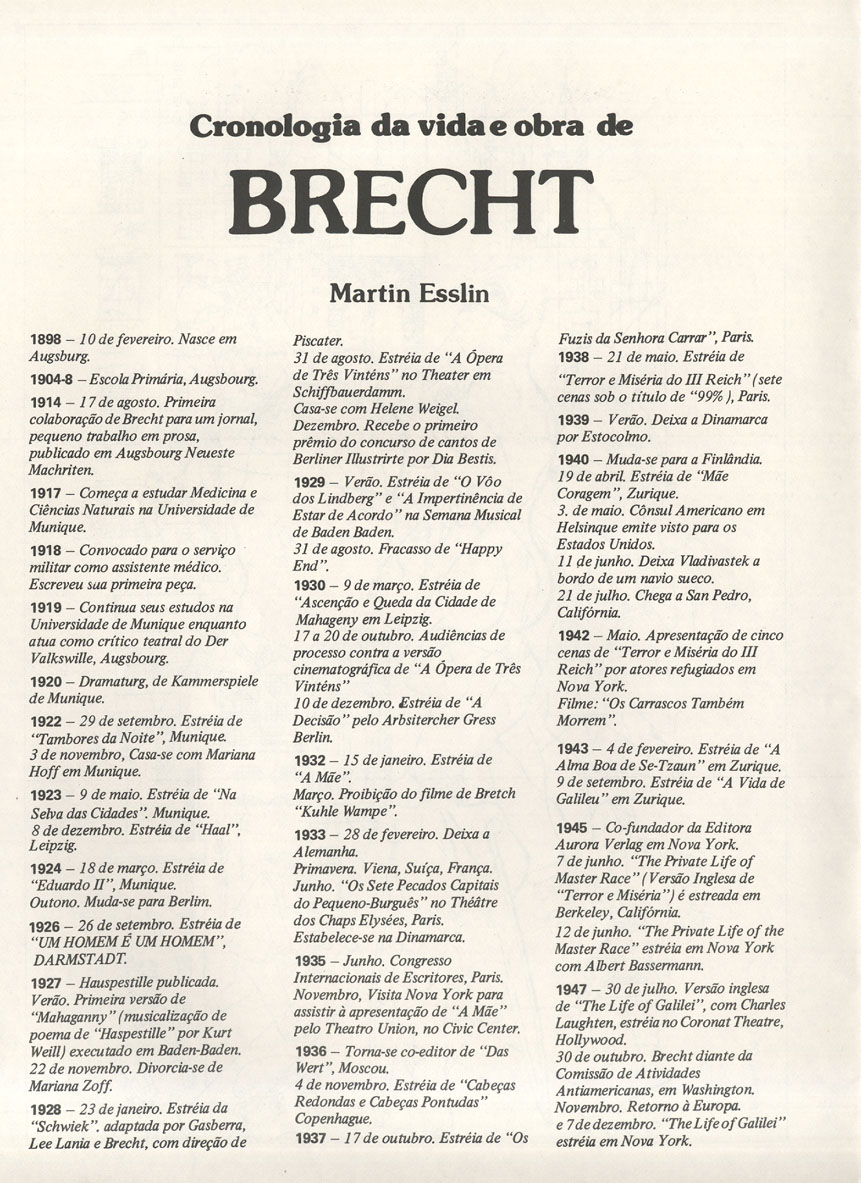 Cronologia da vida e obra de
BRECHT
Martin Esslin
1898 – 10 de fevereiro. Nasce em
Augsburg.
1904-8 – Escola Primária, Augsbourg.
1914 – 17 de agosto. Primeira
colaboração de Brecht para um jornal,
pequeno trabalho em prosa,
publicado em Augsbourg Neueste
Machriten.
1917 – Começa a estudar Medicina e
Ciências Naturais na Universidade de
Munique.
1918 – Convocado para o serviço
militar como assistente médico.
Escreveu sua primeira peça.
1919 – Continua seus estudos na
Universidade de Munique enquanto
atua como crítico teatral do Der
Valkswille, Augsbourg.
1920 – Dramaturg, de Kammerspiele
de Munique.
1922 – 29 de setembro. Estréia de
“Tambores da Noite”, Munique.
3 de novembro, Casa-se com Mariana
Hoff em Munique.
1923 – 9 de maio. Estréia de “Na
Selva das Cidades”. Munique.
8 de dezembro. Estréia de “Haal”,
Leipzig.
1924 – 18 de março. Estréia de
“Eduardo II”, Munique.
Outono. Muda-se para Berlim.
1926 – 26 de setembro. Estréia de
“UM HOMEM É UM HOMEM”,
DARMSTADT.
1927 – Hauspestille publicada.
Verão. Primeira versão de
“Mahaganny” (musicalização de
poema de “Haspestille” por Kurt
Weill) executado em Baden-Baden.
22 de novembro. Divorcia-se de
Mariana Zoff.
1928 – 23 de janeiro. Estréia da
“Schwiek”. adaptada por Gasberra,
Lee Lania e Brecht, com direção de
Piscater.
31 de agosto. Estréia de “A Ópera
de Três Vinténs” no Theater em
Schiffbauerdamm.
Casa-se com Helene Weigel.
Dezembro. Recebe o primeiro
prêmio do concurso de cantos de
Berliner Illustrirte por Dia Bestis.
1929 – Verão. Estréia de “O Vôo
dos Lindberg” e “A Impertinência de
Estar de Acordo” na Semana Musical
de Baden Baden.
31 de agosto. Fracasso de “Happy
End”.
1930 – 9 de março. Estréia de
“Ascenção e Queda da Cidade de
Mahageny em Leipzig.
17 a 20 de outubro. Audiências de
processo contra a versão
cinematográfica de “A Ópera de Três
Vinténs”
10 de dezembro. Estréia de “A
Decisão” pelo Arbsitercher Gress
Berlin.
1932 – 15 de janeiro. Estréia de
“A Mãe”.
Março. Proibição do filme de Bretch
“Kuhle Wampe”.
1933 – 28 de fevereiro. Deixa a
Alemanha.
Primavera. Viena, Suíça, França.
Junho. “Os Sete Pecados Capitais
do Pequeno-Burguês” no Théâtre
dos Chaps Elysées, Paris.
Estabelece-se na Dinamarca.
1935 – Junho. Congresso
Internacional de Escritores, Paris.
Novembro, Visita Nova York para
assistir à apresentação de “A Mãe”
pelo Theatro Union, no Civic Center.
1936 – Torna-se co-editor de “Das
Wert”, Moscou.
4 de novembro. Estréia de “Cabeças
Redondas e Cabeças Pontudas”
Copenhague.
1937 – 17 de outubro. Estréia de “Os
Fuzis da Senhora Carrar”, Paris.
1938 – 21 de maio. Estréia de
“Terror e Miséria do III Reich” (sete
cenas sob o título de “99% ), Paris.
1939 – Verão. Deixa a Dinamarca
por Estocolmo.
1940 – Muda-se para a Finlândia.
19 de abril. Estréia de “Mãe
Coragem”, Zurique.
3. de maio. Cônsul Americano em
Helsinque emite visto para os
Estados Unidos.
11 de junho. Deixa Vladivastek a
bordo de um navio sueco.
21 de julho. Chega a San Pedro,
Califórnia.
1942 – Maio. Apresentação de cinco
cenas de “Terror e Miséria do III
Reich” por atores refugiados em
Nova York.
Filme: “Os Carrascos Também
Morrem”.
1943 – 4 de fevereiro. Estréia de “A
Alma Boa de Se-Tzaun” em Zurique.
9 de setembro. Estréia de “A Vida de
Galileu” em Zurique.
1945 – Co-fundador da Editora
Aurora Verlag em Nova York.
7 de junho. “The Private Life of
Master Race” (Versão Inglesa de
“Terror e Miséria”) é estreada em
Berkeley, Califórnia.
12 de junho. “The Private Life of the
Master Race” estréia em Nova York
com Albert Bassermann.
1947 – 30 de julho. Versão inglesa
de “The Life of Galilei”, com Charles
Laughten, estréia no Coronat Theatre,
Hollywood.
30 de outubro. Brecht diante da
Comissão de Atividades
Antiamericanas, em Washington.
Novembro. Retorno à Europa.
e 7 de dezembro. “The Life of Galilei”
estréia em Nova York.